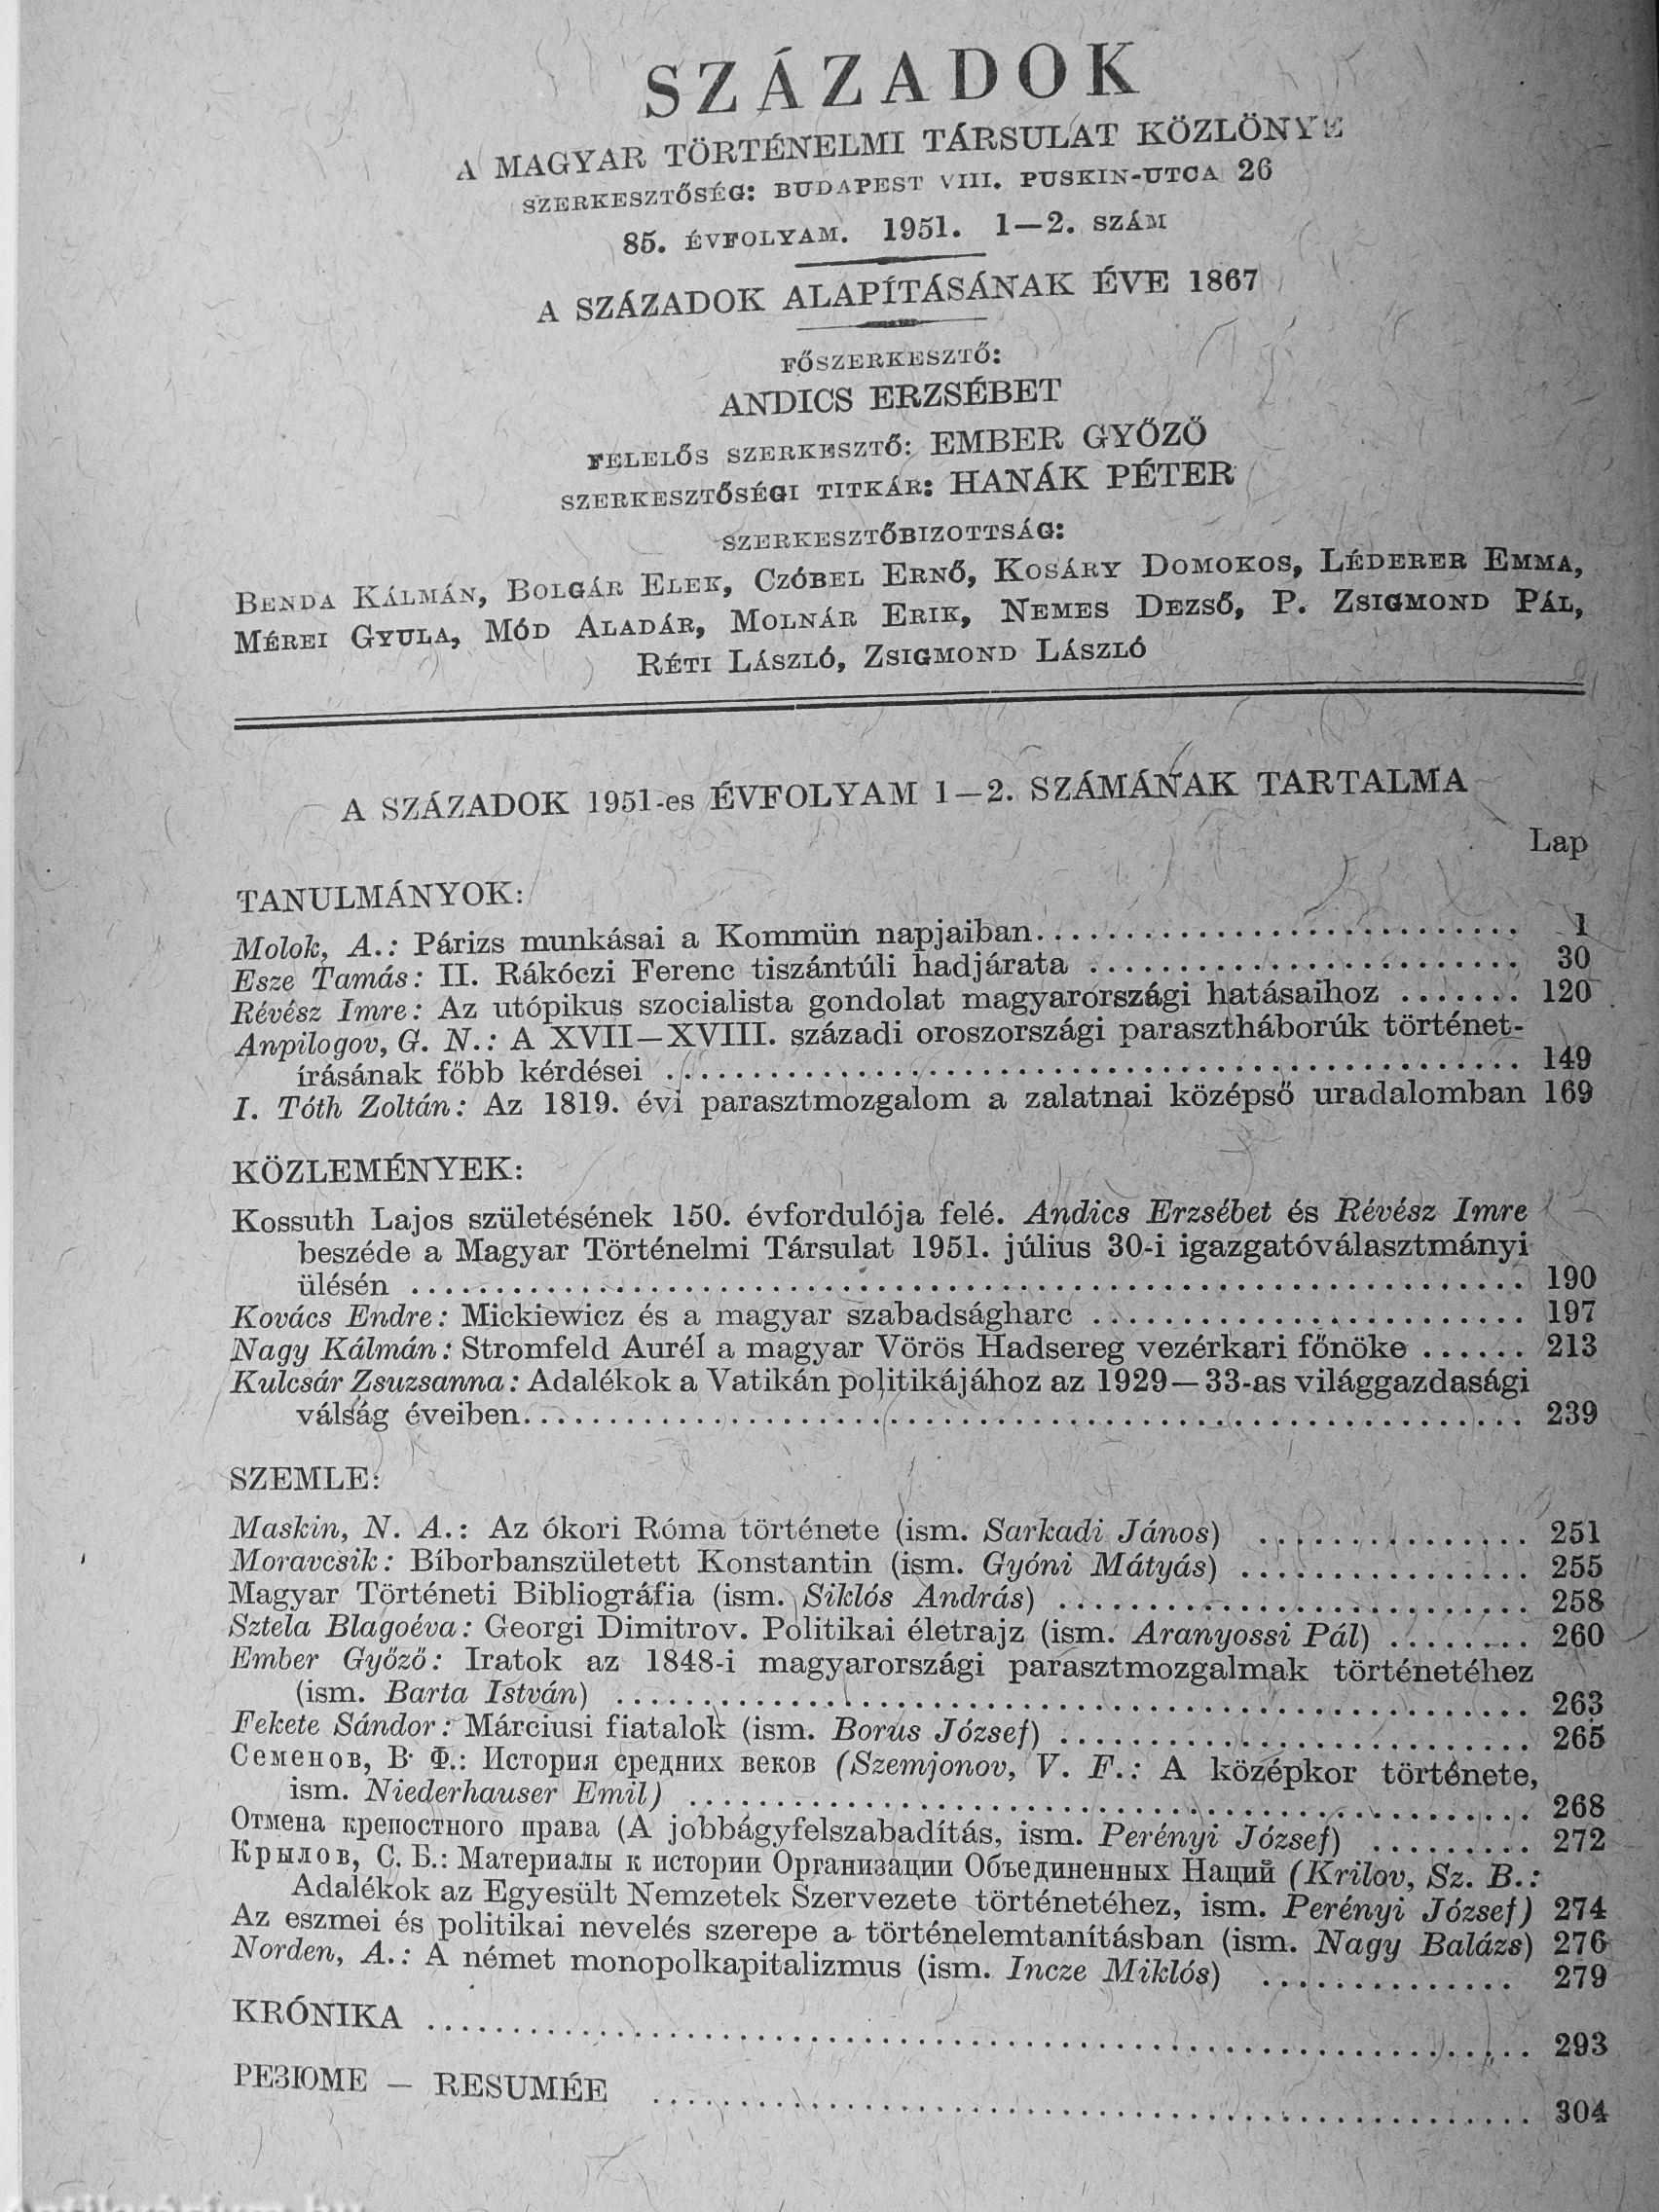 SZÁZADOK
A MAGYAR TÖRTÉNELMI TÁRSULAT KÖZLÖNYE
SZERKESZTŐSÉG: BUDAPEST VIII. PUSKIN-UTCA 26
85. ÉVFOLYAM. 1951. 1—2. SZÁM
A SZÁZADOK ALAPÍTÁSÁNAK ÉVE 1867
FŐSZERKESZTŐ:
ANDICS ERZSÉBET
FELELŐS SZERKESZTŐ: EMBER GYŐZŐ
SZERKESZTŐSÉGI TITKÁR: HANÁK PÉTER
SZERKESZTŐBIZOTTSÁG:
BENDA KÁLMÁN, BOLGÁR ELEK, CZÓBEL ERNŐ, KOSÁRY DOMOKOS, LÉDERER EMMA,
MÉREI GYULA, MÓD ALADÁR, MOLNÁR ERIK, NEMES DEZSŐ, P. ZSIGMOND PÁL,
RÉTI LÁSZLÓ, ZSIGMOND LÁSZLÓ
A SZÁZADOK 1951-es ÉVFOLYAM 1—2. SZÁMÁNAK TARTALMA
Lap
TANULMÁNYOK:
Molok, A.: Párizs munkásai a Kommün napjaiban............................ 1
Esze Tamás: II. Rákóczi Ferenc tiszántúli hadjárata ......................... 30
Révész Imre: Az utópikus szocialista gondolat magyarországi hatásaihoz ....... 120
Anpilogov, G. N.: A XVII—XVIII. századi oroszországi parasztháborúk történet-
írásának főbb kérdései .................................................. 149
I. Tóth Zoltán: Az 1819. évi parasztmozgalom a zalatnai középső uradalomban 169
KÖZLEMÉNYEK:
Kossuth Lajos születésének 150. évfordulója felé. Andics Erzsébet és Révész Imre
beszéde a Magyar Történelmi Társulat 1951. július 30-i igazgatóválasztmányi
ülésén ................................................................. 190
Kovács Endre: Mickiewicz és a magyar szabadságharc ......................... 197
Nagy Kálmán: Stromfeld Aurél a magyar Vörös Hadsereg vezérkari főnöke ...... 213
Kulcsár Zsuzsanna: Adalékok a Vatikán politikájához az 1929—33-as világgazdasági
válság éveiben........................................................... 239
SZEMLE:
Maskin, N. A.: Az ókori Róma története (ism. Sarkadi János) ................ 251
Moravcsik: Bíborbanszületett Konstantin (ism. Gyóni Mátyás) ................. 255
Magyar Történeti Bibliográfia (ism. Siklós András) ........................... 258
Sztela Blagoéva: Georgi Dimitrov. Politikai életrajz (ism. Aranyossi Pál) ........ 260
Ember Győző: Iratok az 1848-i magyarországi parasztmozgalmak történetéhez
(ism. Barta István) ..................................................... 263
Fekete Sándor: Márciusi fiatalok (ism. Borus József) ........................... 265
Семенов, В· Ф.: История средних веков (Szemjonov, V. F.: A középkor története,
ism. Niederhauser Emil) ................................................. 268
Отмена крепостного права (A jobbágyfelszabadítás, ism. Perényi József) ......... 272
Крылов, С. Б.: Материалы к истории Организации Объединенных Наций (Krilov, Sz. B.:
Adalékok az Egyesült Nemzetek Szervezete történetéhez, ism. Perényi József) 274
Az eszmei és politikai nevelés szerepe a történelemtanításban (ism. Nagy Balázs) 276
Norden, A.: A német monopolkapitalizmus (ism. Incze Miklós) ............... 279
KRÓNIKA ................................................................. 293
РЕЗЮМЕ — RESUMÉE .................................................... 304